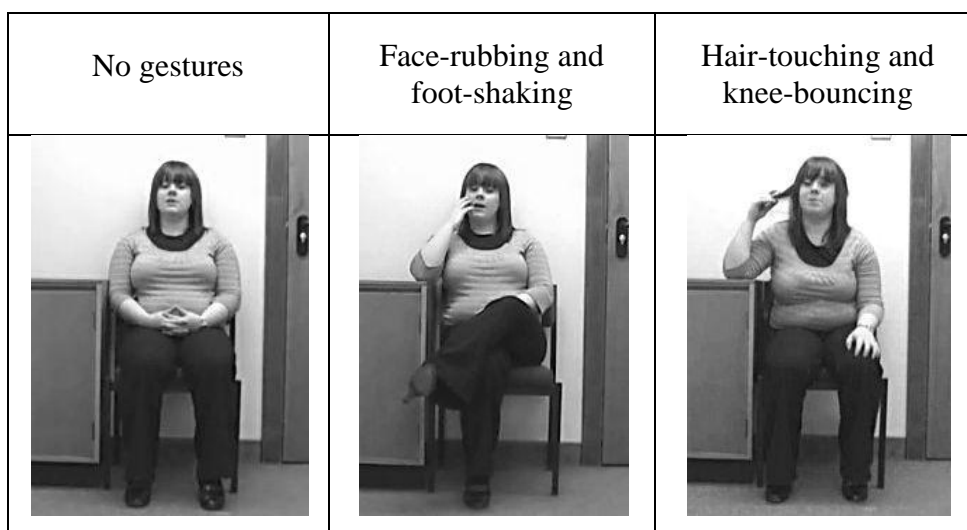 No gestures
Face-rubbing and
foot-shaking
Hair-touching and
knee-bouncing